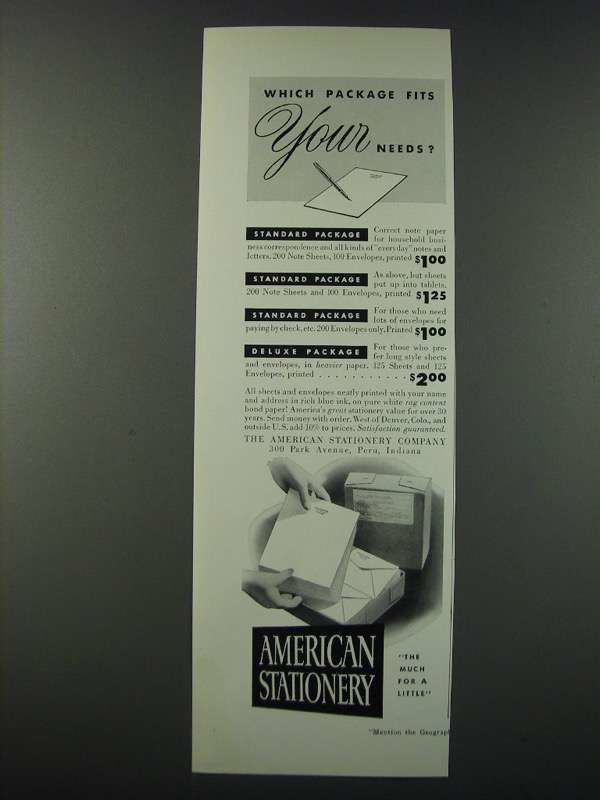 WHICH PACKAGE FITS
Your NEEDS?
STANDARD PACKAGE Correct note paper
for household busi-
ness correspondence and all kinds of "everyday" notes and
letters. 200 Note Sheets, 100 Envelopes, printed $1.00
STANDARD PACKAGE As above, but sheets
put up into tablets.
200 Note Sheets and 100 Envelopes, printed $1.25
STANDARD PACKAGE For those who need
lots of envelopes for
paying by check, etc. 200 Envelopes only. Printed $1.00
DELUXE PACKAGE For those who pre-
fer long style sheets
and envelopes, in heavier paper. 125 Sheets and 125
Envelopes, printed . . . . . . . . . . . $2.00
All sheets and envelopes neatly printed with your name
and address in rich blue ink, on pure white rag content
bond paper! America's great stationery value for over 30
years. Send money with order. West of Denver, Colo., and
outside U.S. add 10% to prices. Satisfaction guaranteed.
THE AMERICAN STATIONERY COMPANY
300 Park Avenue, Peru, Indiana
AMERICAN
STATIONERY
"THE
MUCH
FOR A
LITTLE"
"Mention the Geograp